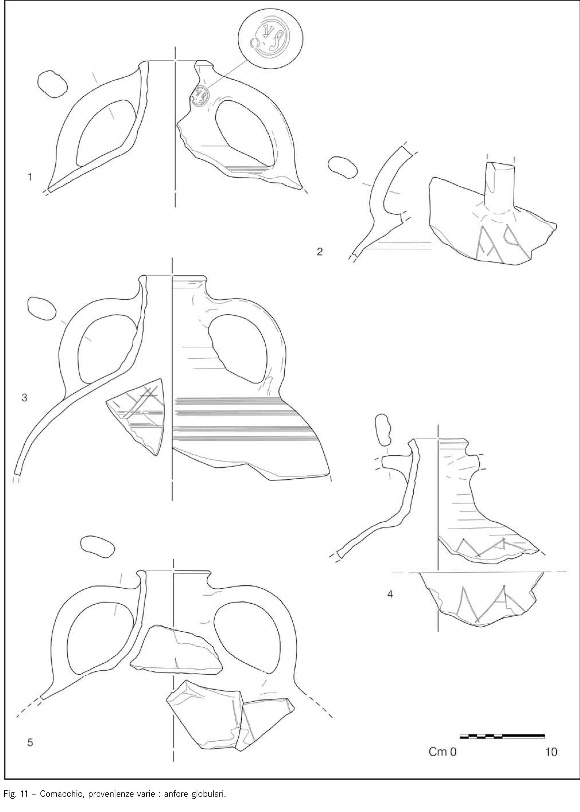 1
2
3
4
5
Cm 0 10
Fig. 11 – Comacchio, provenienze varie : anfore globulari.